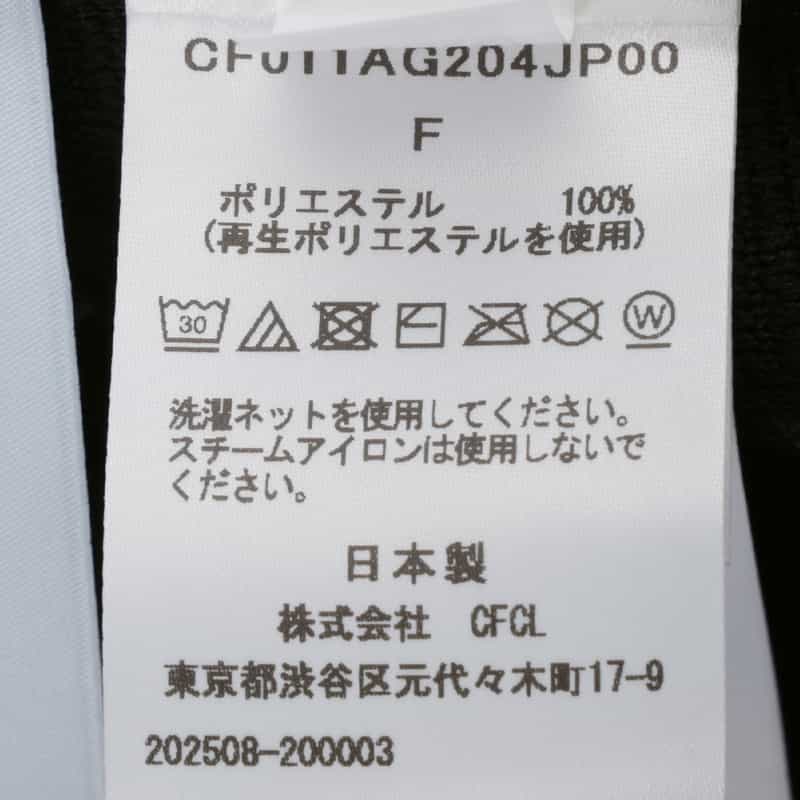 CF011AG204JP00
F
ポリエステル 100%
(再生ポリエステルを使用)
30 W
洗濯ネットを使用してください。
スチームアイロンは使用しないで
ください。
日本製
株式会社 CFCL
東京都渋谷区元代々木町17-9
202508-200003